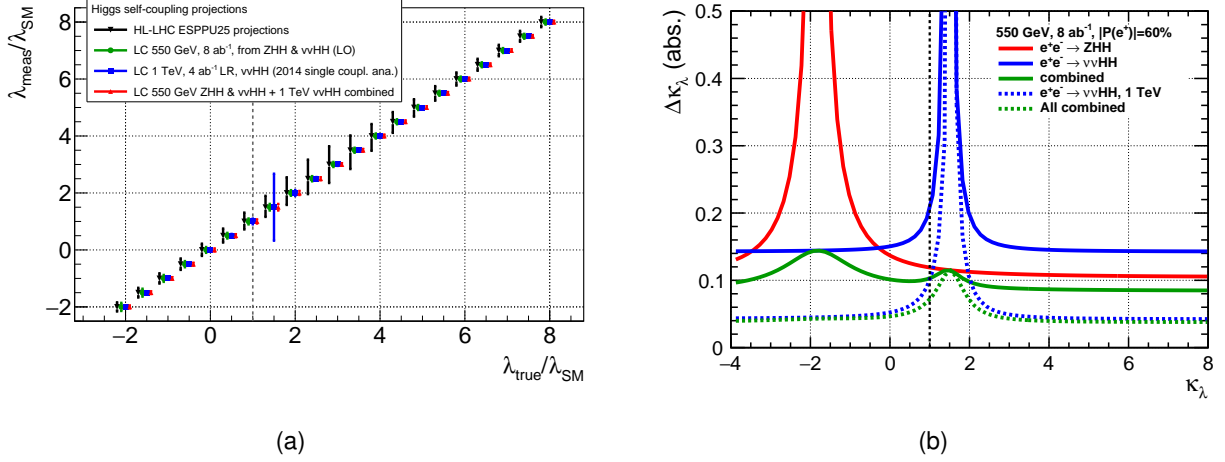 Higgs self-coupling projections
HL-LHC ESPPU25 projections
LC 550 GeV, 8 ab⁻¹, from ZHH & ννHH (LO)
LC 1 TeV, 4 ab⁻¹ LR, ννHH (2014 single coupl. ana.)
LC 550 GeV ZHH & ννHH + 1 TeV ννHH combined
λmeas/λSM
8
6
4
2
0
−2
−2 0 2 4 6 8
λtrue/λSM
(a)
550 GeV, 8 ab⁻¹, |P(e⁺)|=60%
e⁺e⁻ → ZHH
e⁺e⁻ → ννHH
combined
e⁺e⁻ → ννHH, 1 TeV
All combined
Δκλ (abs.)
0.5
0.4
0.3
0.2
0.1
0
−4 −2 0 2 4 6 8
κλ
(b)